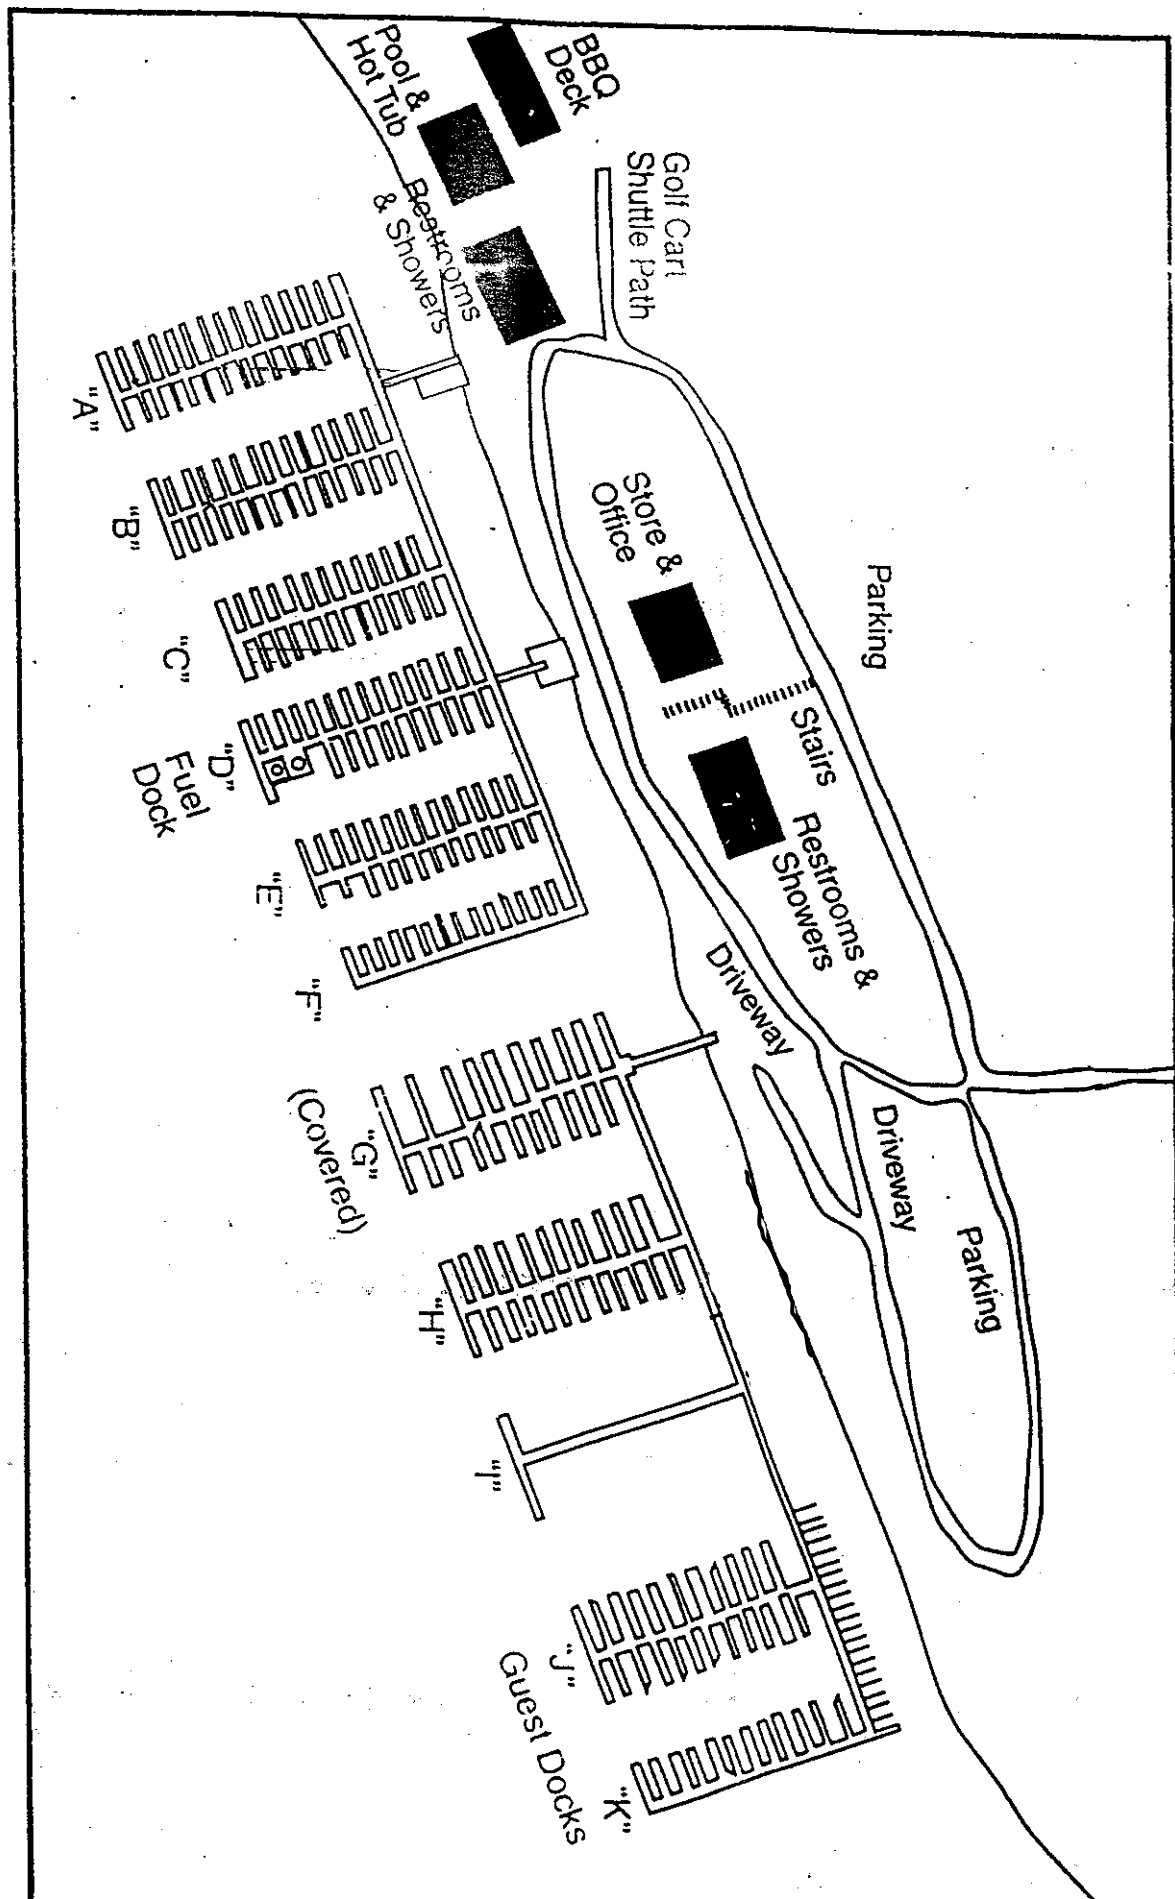 BBQ
Deck
Pool &
Hot Tub
Restrooms
& Showers
Golf Cart
Shuttle Path
Parking
Store &
Office
Stairs
Restrooms &
Showers
Driveway
Driveway
Parking
"A"
"B"
"C"
"D"
Fuel
Dock
"E"
"F"
"G"
(Covered)
"H"
"I"
"J"
Guest Docks
"K"